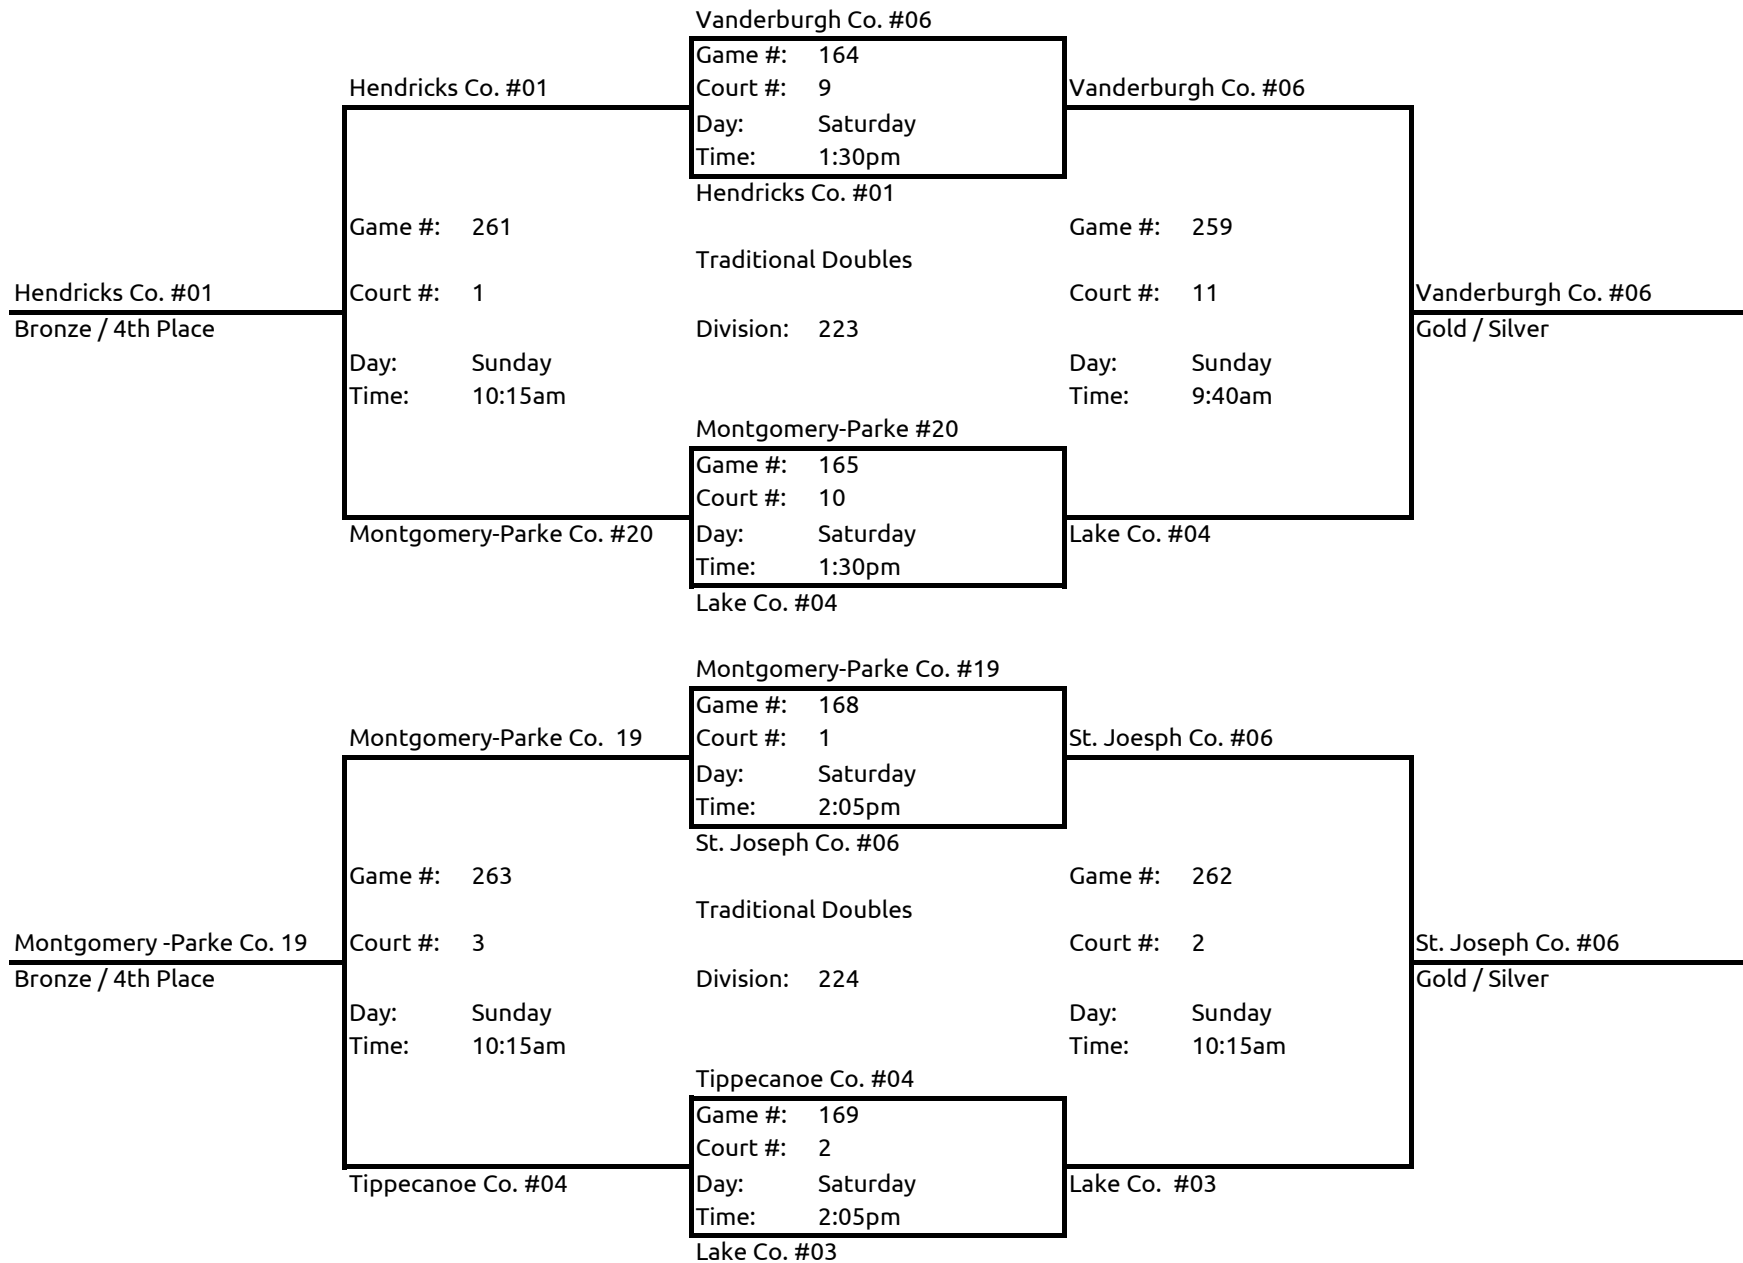 Vanderburgh Co. #06
Game #: 164
Hendricks Co. #01 Court #: 9 Vanderburgh Co. #06
Day: Saturday
Time: 1:30pm
Hendricks Co. #01
Game #: 261 Game #: 259
Traditional Doubles
Hendricks Co. #01 Court #: 1 Court #: 11 Vanderburgh Co. #06
Bronze / 4th Place Division: 223 Gold / Silver
Day: Sunday Day: Sunday
Time: 10:15am Time: 9:40am
Montgomery-Parke #20
Game #: 165
Court #: 10
Montgomery-Parke Co. #20 Day: Saturday Lake Co. #04
Time: 1:30pm
Lake Co. #04
Montgomery-Parke Co. #19
Game #: 168
Montgomery-Parke Co.  19 Court #: 1 St. Joesph Co. #06
Day: Saturday
Time: 2:05pm
St. Joseph Co. #06
Game #: 263 Game #: 262
Traditional Doubles
Montgomery -Parke Co. 19 Court #: 3 Court #: 2 St. Joseph Co. #06
Bronze / 4th Place Division: 224 Gold / Silver
Day: Sunday Day: Sunday
Time: 10:15am Time: 10:15am
Tippecanoe Co. #04
Game #: 169
Court #: 2
Tippecanoe Co. #04 Day: Saturday Lake Co.  #03
Time: 2:05pm
Lake Co. #03